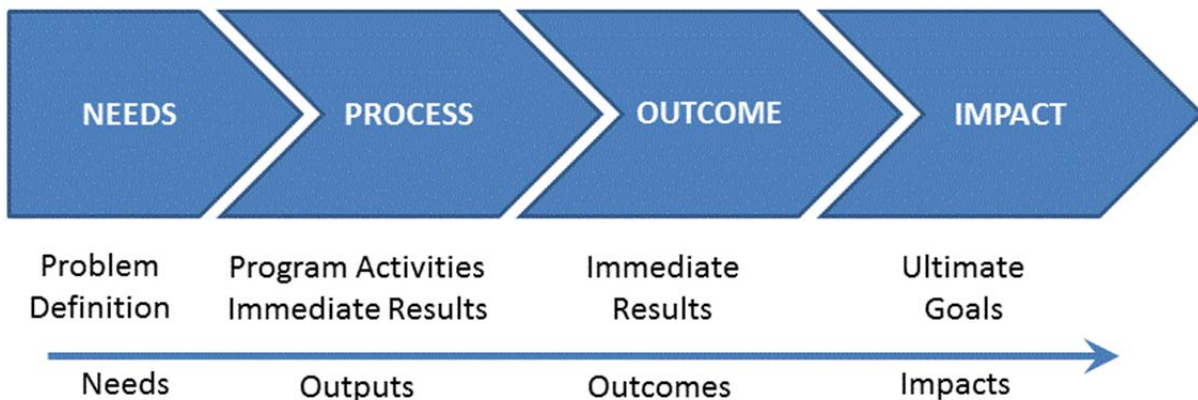 NEEDS PROCESS OUTCOME IMPACT
Problem Program Activities Immediate Ultimate
Definition Immediate Results Results Goals
Needs Outputs Outcomes Impacts